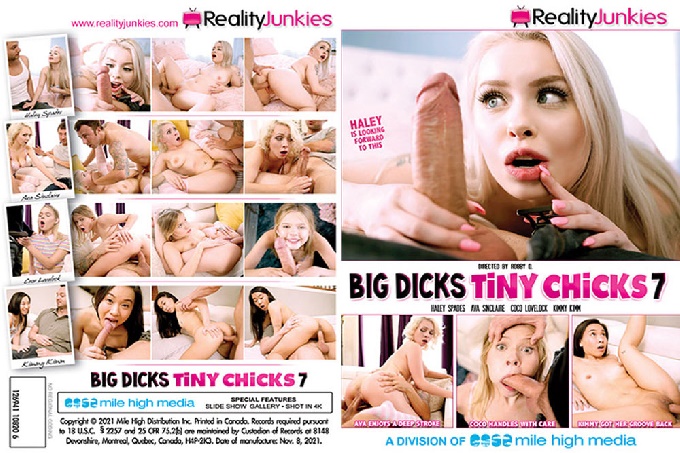 www.realityjunkies.com
RealityJunkies
Haley Spades
Ava Sinclaire
Coco Lovelock
Kimmy Kimm
BIG DICKS TiNY CHiCKS 7
mile high media
SPECIAL FEATURES
SLIDE SHOW GALLERY - SHOT IN 4K
Copyright © 2021 Mile High Distribution Inc. Printed in Canada. Records required pursuant
to 18 U.S.C. § 2257 and 25 CFR 75.2(b) are maintained by Custodian of Records at 8148
Devonshire, Montreal, Quebec, Canada, H4P-2K3. Date of manufacture: Nov. 8, 2021.
NO REGIONAL CODING
RealityJunkies
HALEY
IS LOOKING
FORWARD
TO THIS
DIRECTED BY ROBBY D.
BIG DICKS TiNY CHiCKS 7
HALEY SPADES AVA SINCLAIRE COCO LOVELOCK KIMMY KIMM
AVA ENJOYS A DEEP STROKE
COCO HANDLES WITH CARE
KIMMY GOT HER GROOVE BACK
A DIVISION OF mile high media